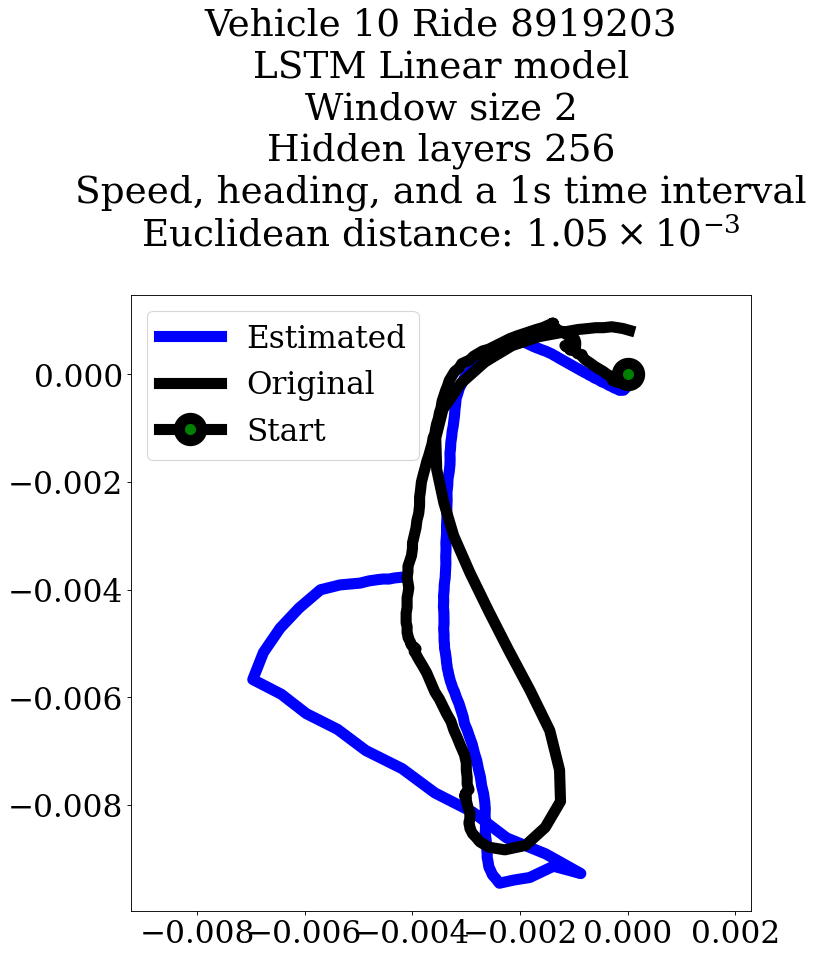 Vehicle 10 Ride 8919203
LSTM Linear model
Window size 2
Hidden layers 256
Speed, heading, and a 1s time interval
Euclidean distance: 1.05 × 10⁻³
Estimated
Original
Start
0.000
−0.002
−0.004
−0.006
−0.008
−0.008 −0.006 −0.004 −0.002 0.000 0.002